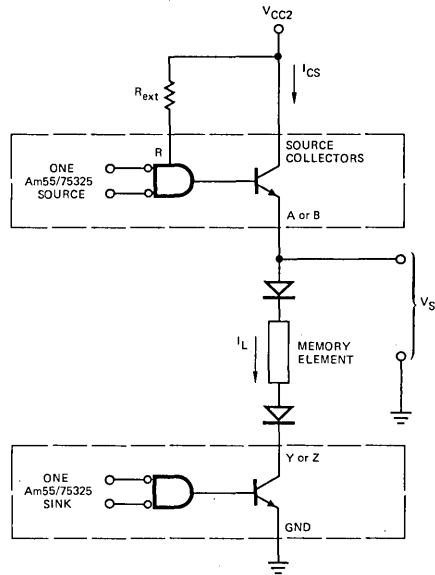 VCC2
ICS
Rext
R
SOURCE
COLLECTORS
ONE
Am55/75325
SOURCE
A or B
VS
IL
MEMORY
ELEMENT
Y or Z
ONE
Am55/75325
SINK
GND